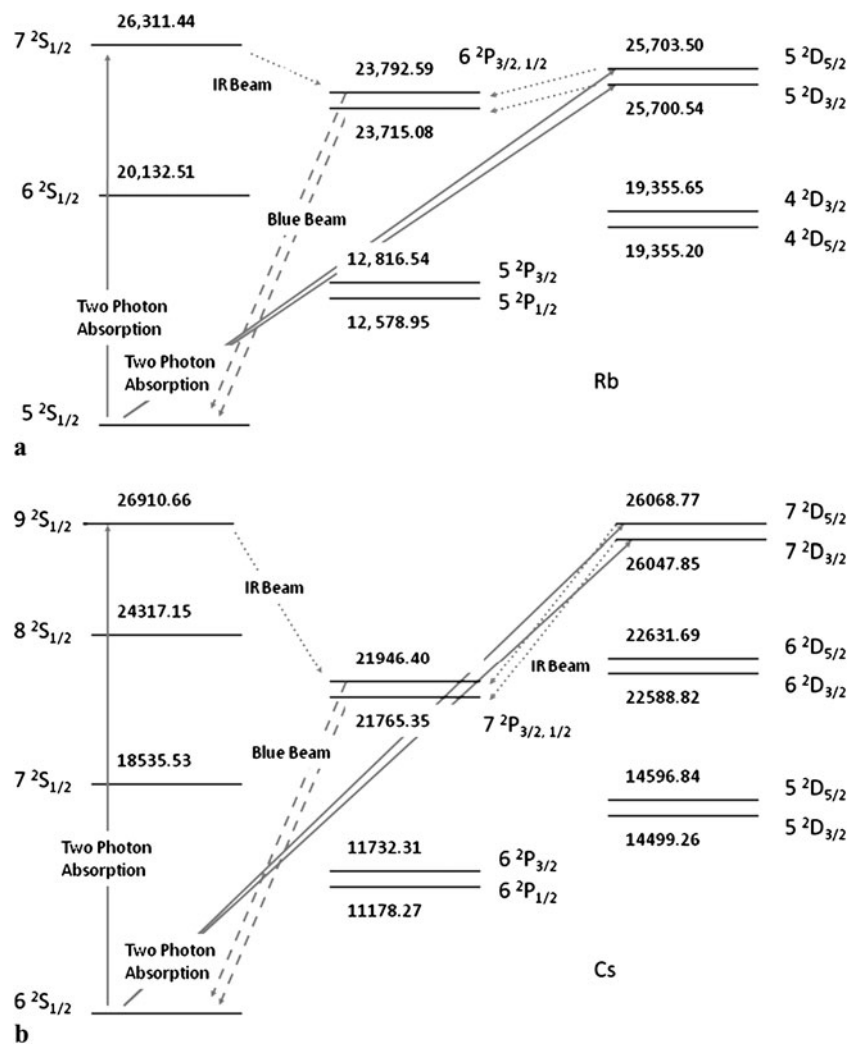 26,311.44
7 ²S₁/₂
IR Beam
23,792.59
6 ²P₃/₂, ₁/₂
25,703.50
5 ²D₅/₂
5 ²D₃/₂
23,715.08
25,700.54
20,132.51
6 ²S₁/₂
19,355.65
4 ²D₃/₂
Blue Beam
4 ²D₅/₂
19,355.20
12, 816.54
5 ²P₃/₂
5 ²P₁/₂
12, 578.95
Two Photon
Absorption
Two Photon
Absorption
Rb
5 ²S₁/₂
a
26910.66
9 ²S₁/₂
26068.77
7 ²D₅/₂
7 ²D₃/₂
26047.85
IR Beam
24317.15
8 ²S₁/₂
21946.40
22631.69
6 ²D₅/₂
IR Beam
6 ²D₃/₂
22588.82
21765.35
7 ²P₃/₂, ₁/₂
Blue Beam
18535.53
7 ²S₁/₂
14596.84
5 ²D₅/₂
5 ²D₃/₂
14499.26
Two Photon
Absorption
11732.31
6 ²P₃/₂
6 ²P₁/₂
11178.27
Two Photon
Absorption
Cs
6 ²S₁/₂
b